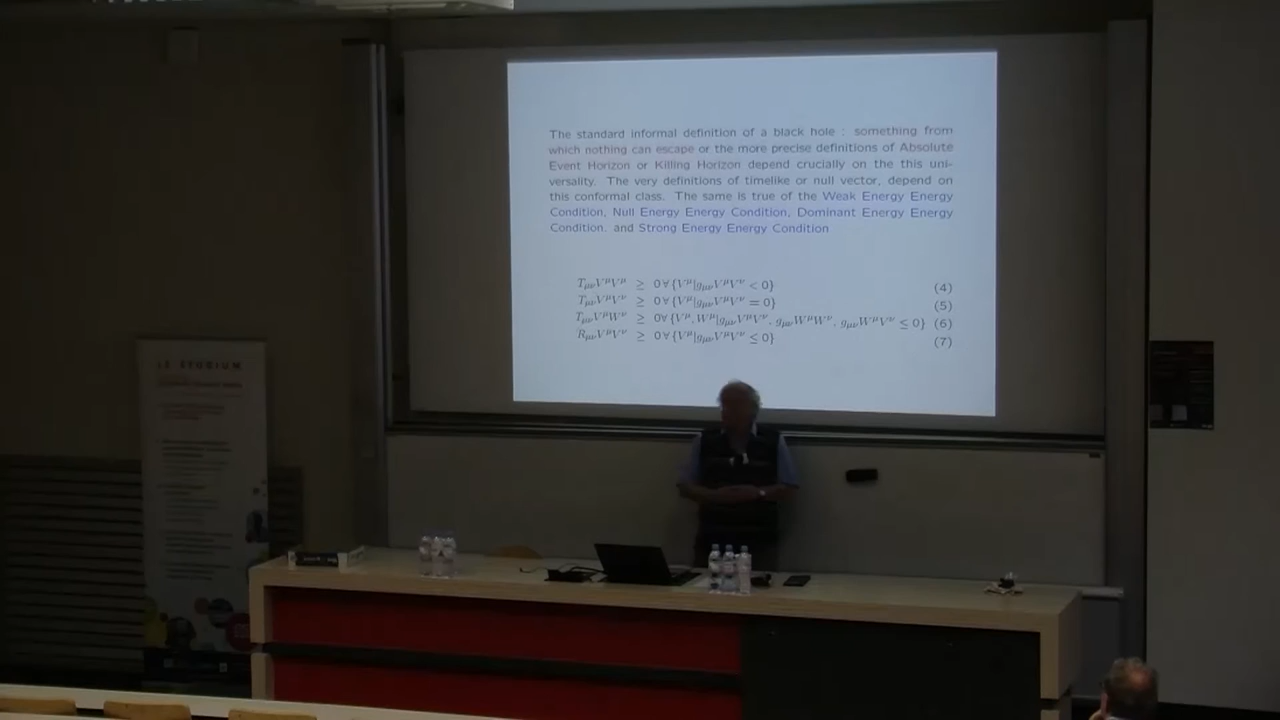 The standard informal definition of a black hole : something from
which nothing can escape or the more precise definitions of Absolute
Event Horizon or Killing Horizon depend crucially on the this uni-
versality. The very definitions of timelike or null vector, depend on
this conformal class. The same is true of the Weak Energy Energy
Condition, Null Energy Energy Condition, Dominant Energy Energy
Condition. and Strong Energy Energy Condition
T_{μν}V^μV^μ ≥ 0∀{V^μ|g_{μν}V^μV^ν < 0} (4)
T_{μν}V^μV^ν ≥ 0∀{V^μ|g_{μν}V^μV^ν = 0} (5)
T_{μν}V^μW^ν ≥ 0∀{V^μ, W^μ|g_{μν}V^μV^ν, g_{μν}W^μW^ν, g_{μν}W^μV^ν ≤ 0} (6)
R_{μν}V^μV^ν ≥ 0∀{V^μ|g_{μν}V^μV^ν ≤ 0} (7)
LE STUDIUM